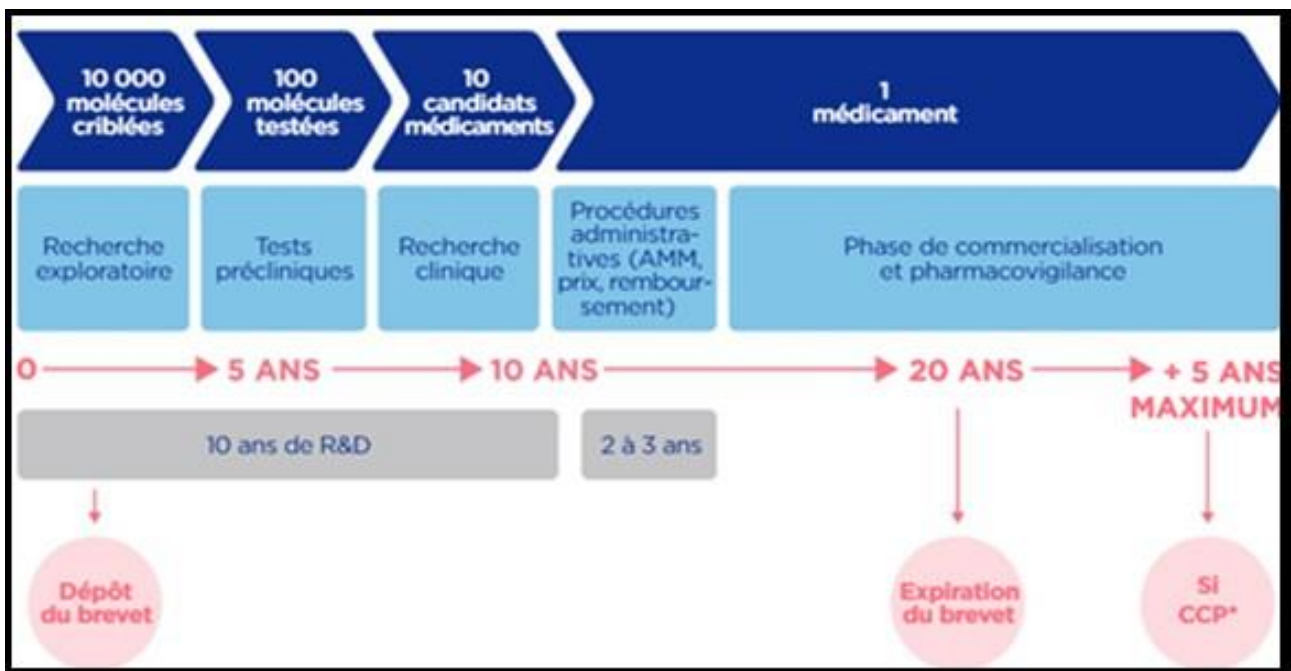 10 000
molécules
criblées
100
molécules
testées
10
candidats
médicaments
1
médicament
Recherche
exploratoire
Tests
précliniques
Recherche
clinique
Procédures
administra-
tives (AMM,
prix, rembour-
sement)
Phase de commercialisation
et pharmacovigilance
0
5 ANS
10 ANS
20 ANS
+ 5 ANS
MAXIMUM
10 ans de R&D
2 à 3 ans
Dépôt
du brevet
Expiration
du brevet
Si
CCP*